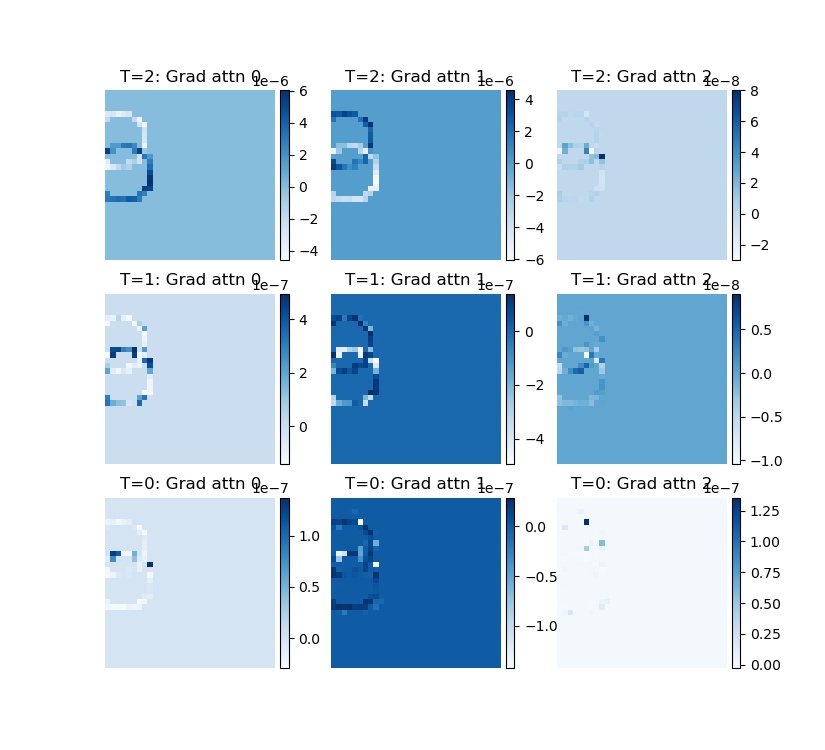 T=2: Grad attn 0
1e−6
T=2: Grad attn 1
1e−6
T=2: Grad attn 2
1e−8
6
4
2
0
−2
−4
4
2
0
−2
−4
−6
8
6
4
2
0
−2
T=1: Grad attn 0
1e−7
T=1: Grad attn 1
1e−7
T=1: Grad attn 2
1e−8
4
2
0
0
−2
−4
0.5
0.0
−0.5
−1.0
T=0: Grad attn 0
1e−7
T=0: Grad attn 1
1e−7
T=0: Grad attn 2
1e−7
1.0
0.5
0.0
0.0
−0.5
−1.0
1.25
1.00
0.75
0.50
0.25
0.00